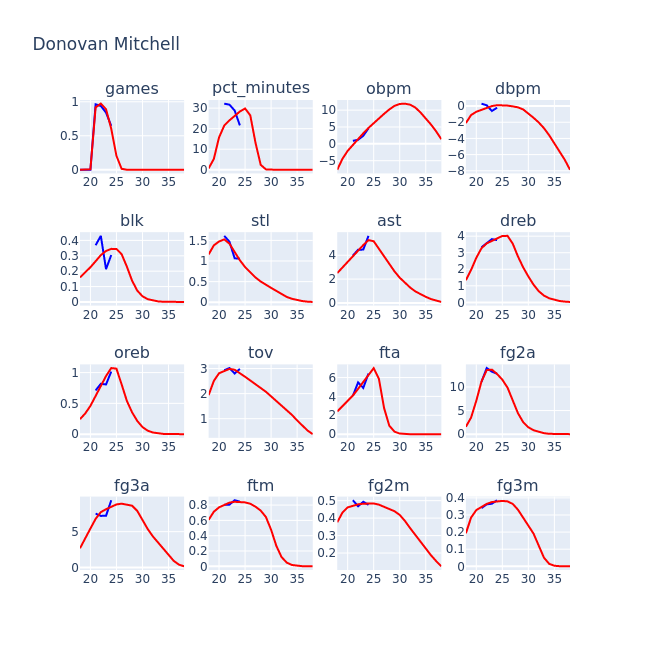 Donovan Mitchell
games pct_minutes obpm dbpm
1 0.5 0 20 25 30 35
30 20 10 0 20 25 30 35
10 5 0 −5 20 25 30 35
0 −2 −4 −6 −8 20 25 30 35
blk stl ast dreb
0.4 0.3 0.2 0.1 0 20 25 30 35
1.5 1 0.5 0 20 25 30 35
4 2 0 20 25 30 35
4 3 2 1 0 20 25 30 35
oreb tov fta fg2a
1 0.5 0 20 25 30 35
3 2 1 20 25 30 35
6 4 2 0 20 25 30 35
10 5 0 20 25 30 35
fg3a ftm fg2m fg3m
5 0 20 25 30 35
0.8 0.6 0.4 0.2 0 20 25 30 35
0.5 0.4 0.3 0.2 20 25 30 35
0.4 0.3 0.2 0.1 0 20 25 30 35